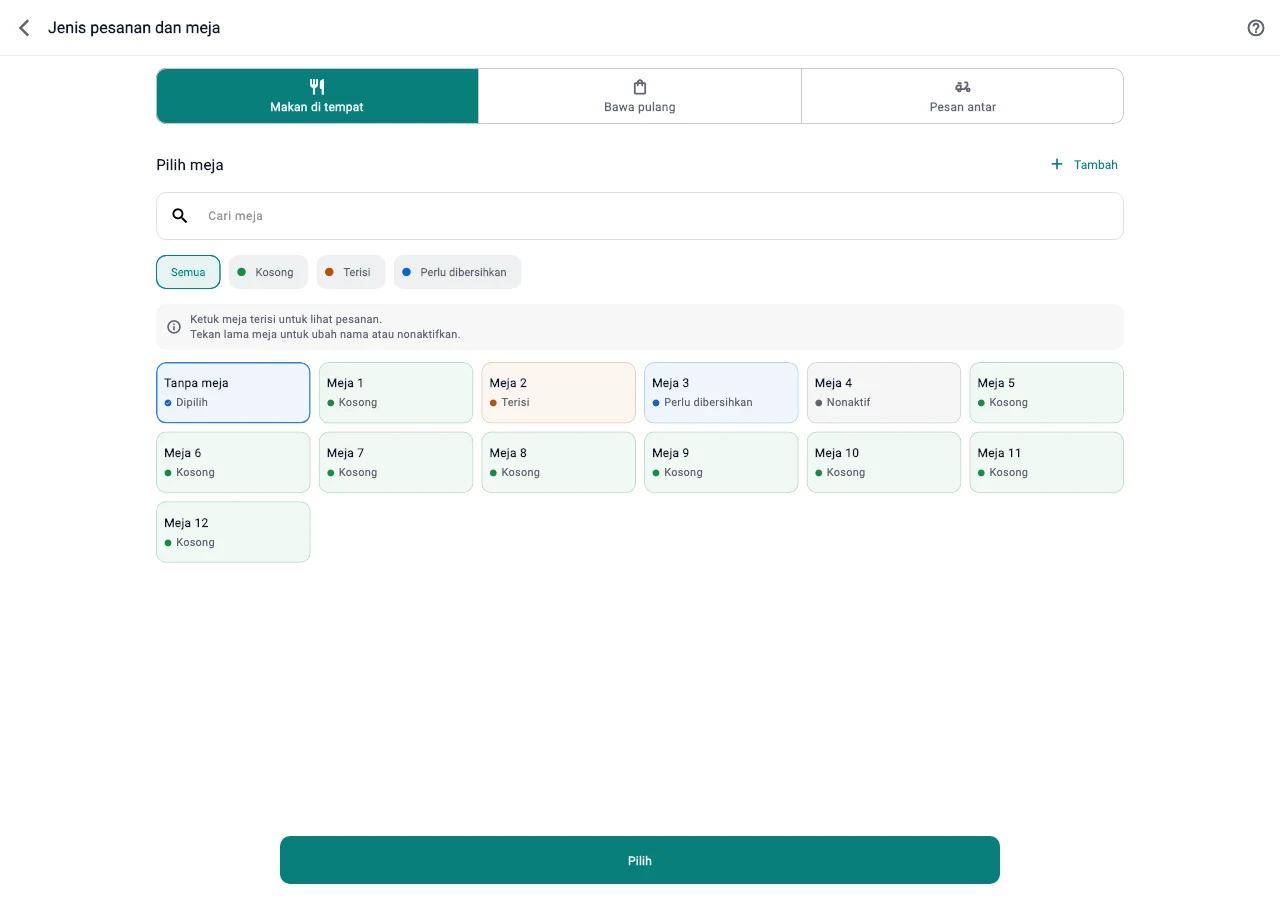 Jenis pesanan dan meja
Makan di tempat
Bawa pulang
Pesan antar
Pilih meja
Tambah
Cari meja
Semua
Kosong
Terisi
Perlu dibersihkan
Ketuk meja terisi untuk lihat pesanan.
Tekan lama meja untuk ubah nama atau nonaktifkan.
Tanpa meja
Dipilih
Meja 1
Kosong
Meja 2
Terisi
Meja 3
Perlu dibersihkan
Meja 4
Nonaktif
Meja 5
Kosong
Meja 6
Kosong
Meja 7
Kosong
Meja 8
Kosong
Meja 9
Kosong
Meja 10
Kosong
Meja 11
Kosong
Meja 12
Kosong
Pilih